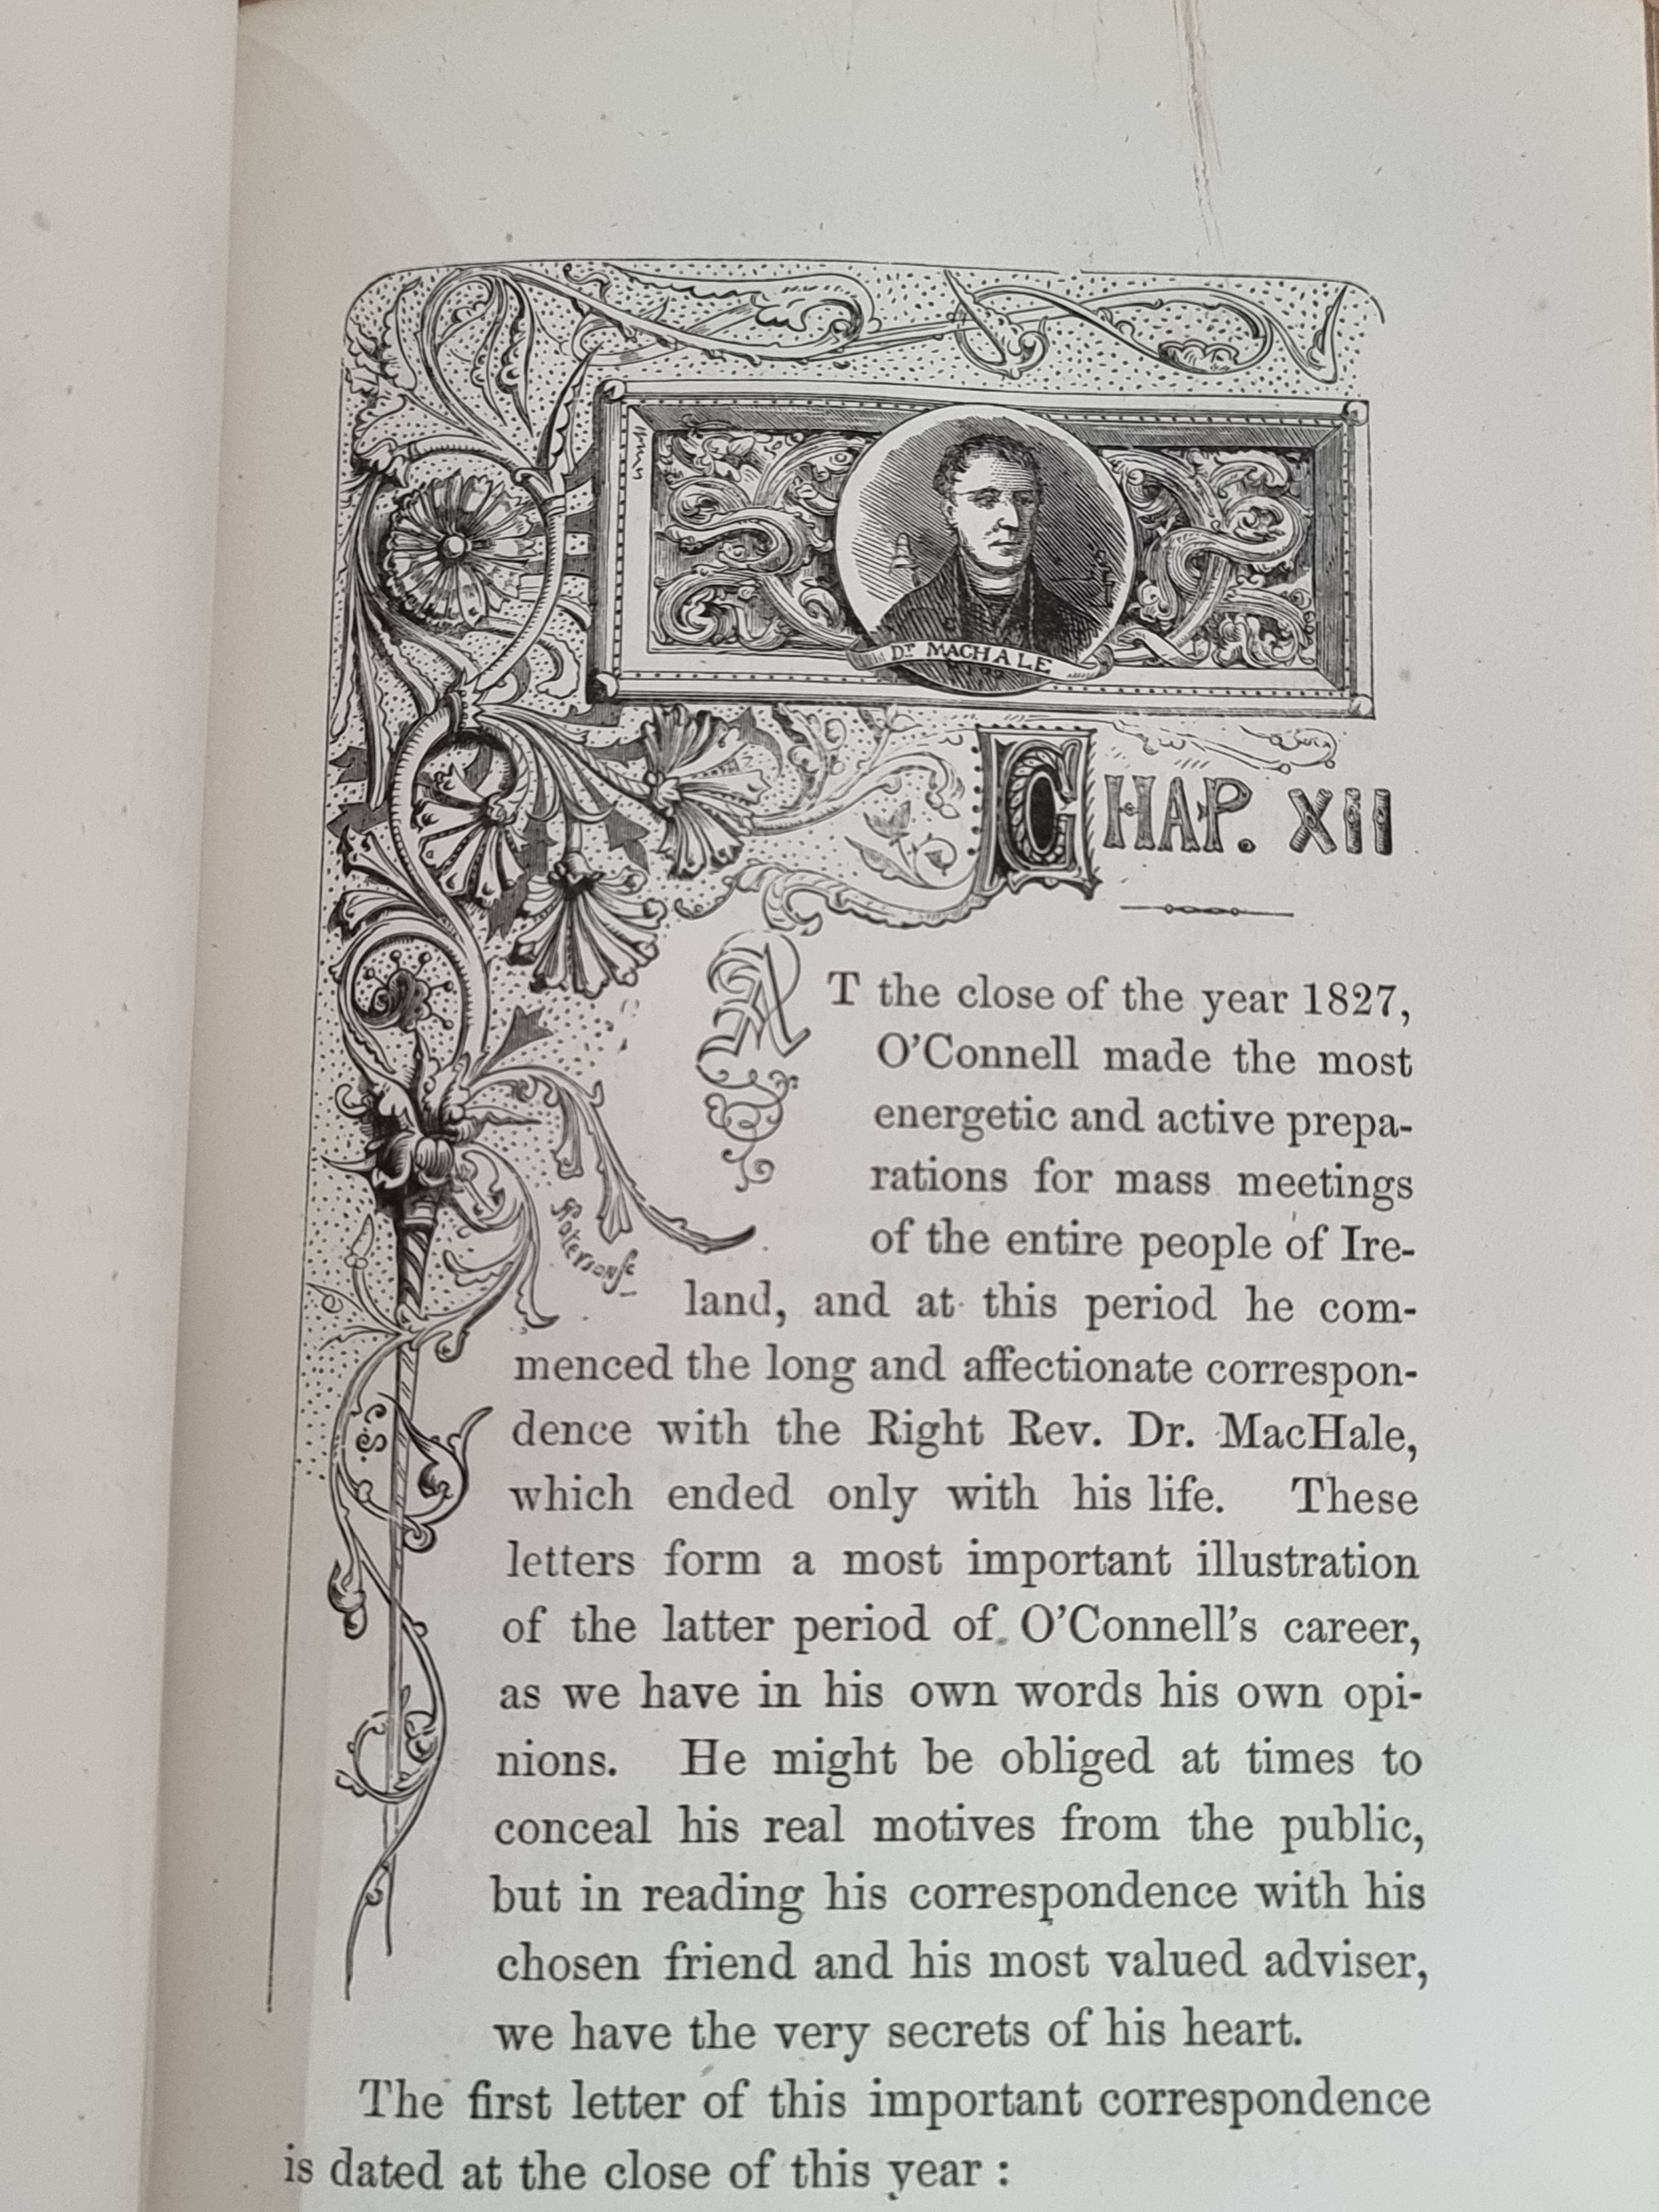 Dr MACHALE
CHAP. XII
AT the close of the year 1827,
O'Connell made the most
energetic and active prepa-
rations for mass meetings
of the entire people of Ire-
land, and at this period he com-
menced the long and affectionate correspon-
dence with the Right Rev. Dr. MacHale,
which ended only with his life. These
letters form a most important illustration
of the latter period of O'Connell's career,
as we have in his own words his own opi-
nions. He might be obliged at times to
conceal his real motives from the public,
but in reading his correspondence with his
chosen friend and his most valued adviser,
we have the very secrets of his heart.
The first letter of this important correspondence
is dated at the close of this year :